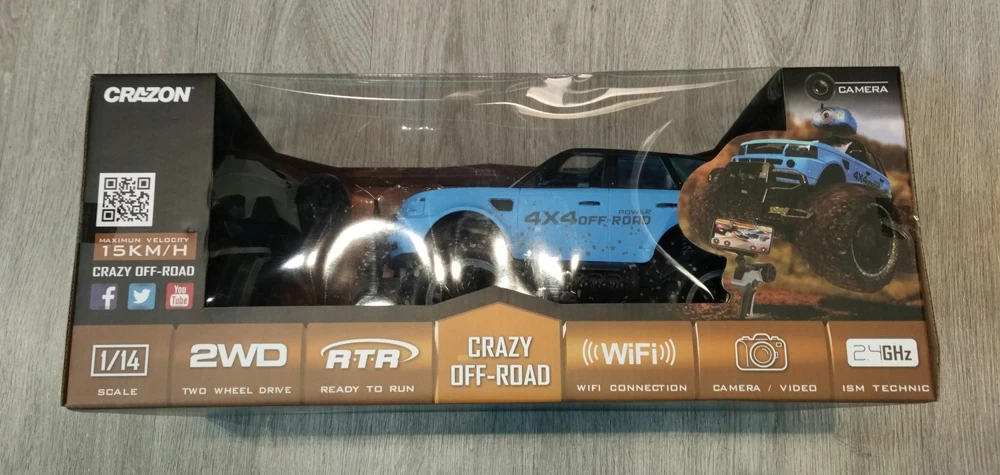 CRAZON
CAMERA
4X4
POWER
4X4 OFF-ROAD
MAXIMUN VELOCITY
15KM/H
CRAZY OFF-ROAD
f
You
Tube
1/14
SCALE
2WD
TWO WHEEL DRIVE
R·T·R
READY TO RUN
CRAZY
OFF-ROAD
((WiFi))
WIFI CONNECTION
CAMERA / VIDEO
2.4GHz
ISM TECHNIC